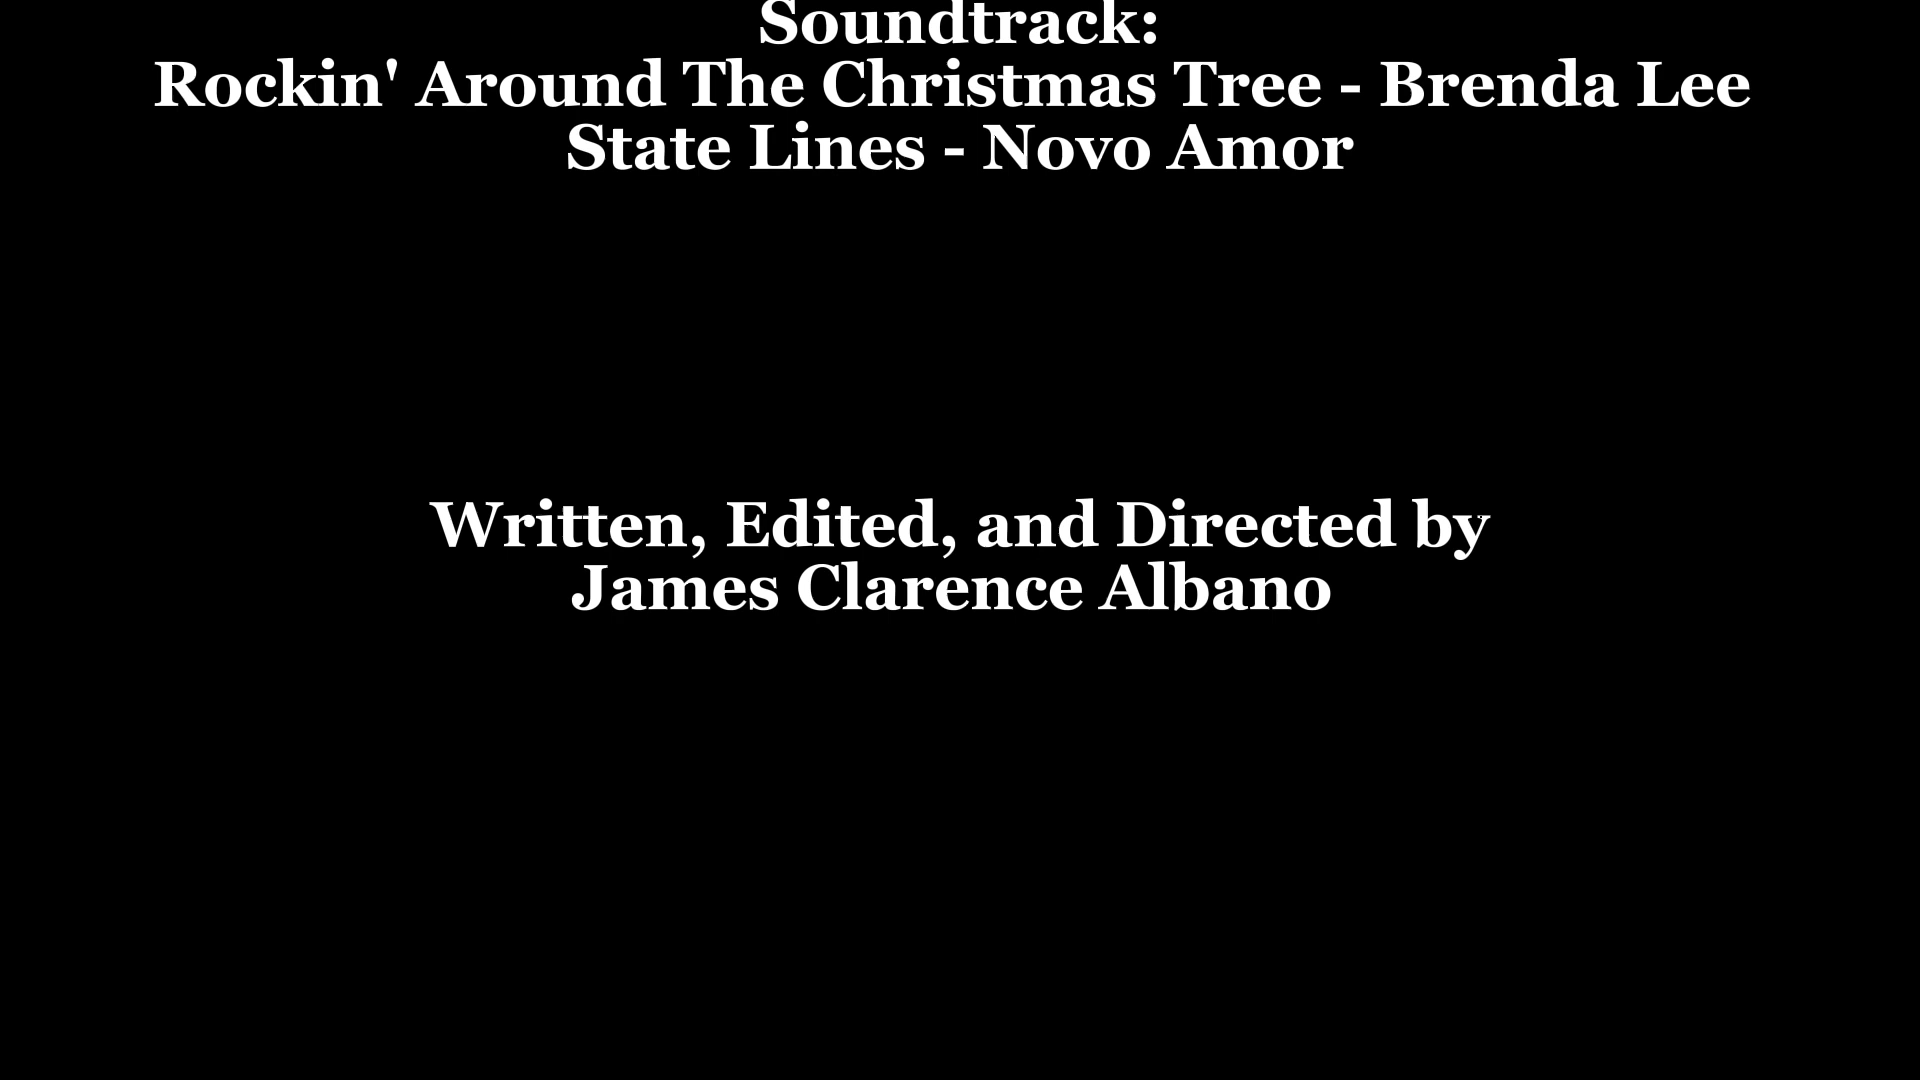 Soundtrack:
Rockin' Around The Christmas Tree - Brenda Lee
State Lines - Novo Amor
Written, Edited, and Directed by
James Clarence Albano